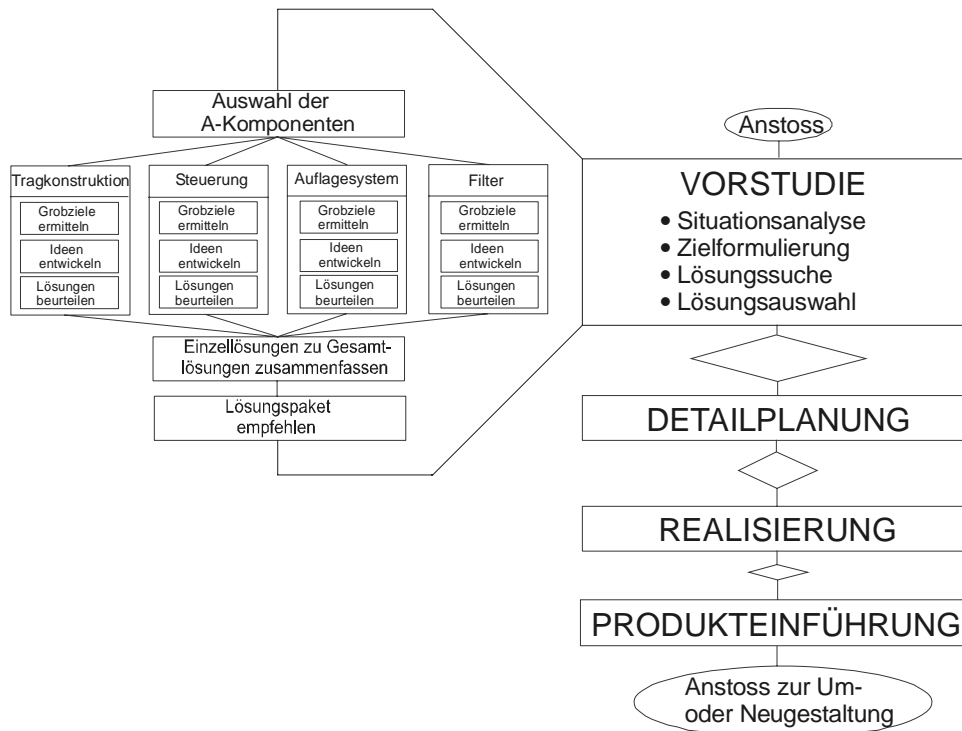 Auswahl der
A-Komponenten
Tragkonstruktion
Grobziele
ermitteln
Ideen
entwickeln
Lösungen
beurteilen
Steuerung
Grobziele
ermitteln
Ideen
entwickeln
Lösungen
beurteilen
Auflagesystem
Grobziele
ermitteln
Ideen
entwickeln
Lösungen
beurteilen
Filter
Grobziele
ermitteln
Ideen
entwickeln
Lösungen
beurteilen
Einzellösungen zu Gesamt-
lösungen zusammenfassen
Lösungspaket
empfehlen
Anstoss
VORSTUDIE
• Situationsanalyse
• Zielformulierung
• Lösungssuche
• Lösungsauswahl
DETAILPLANUNG
REALISIERUNG
PRODUKTEINFÜHRUNG
Anstoss zur Um-
oder Neugestaltung